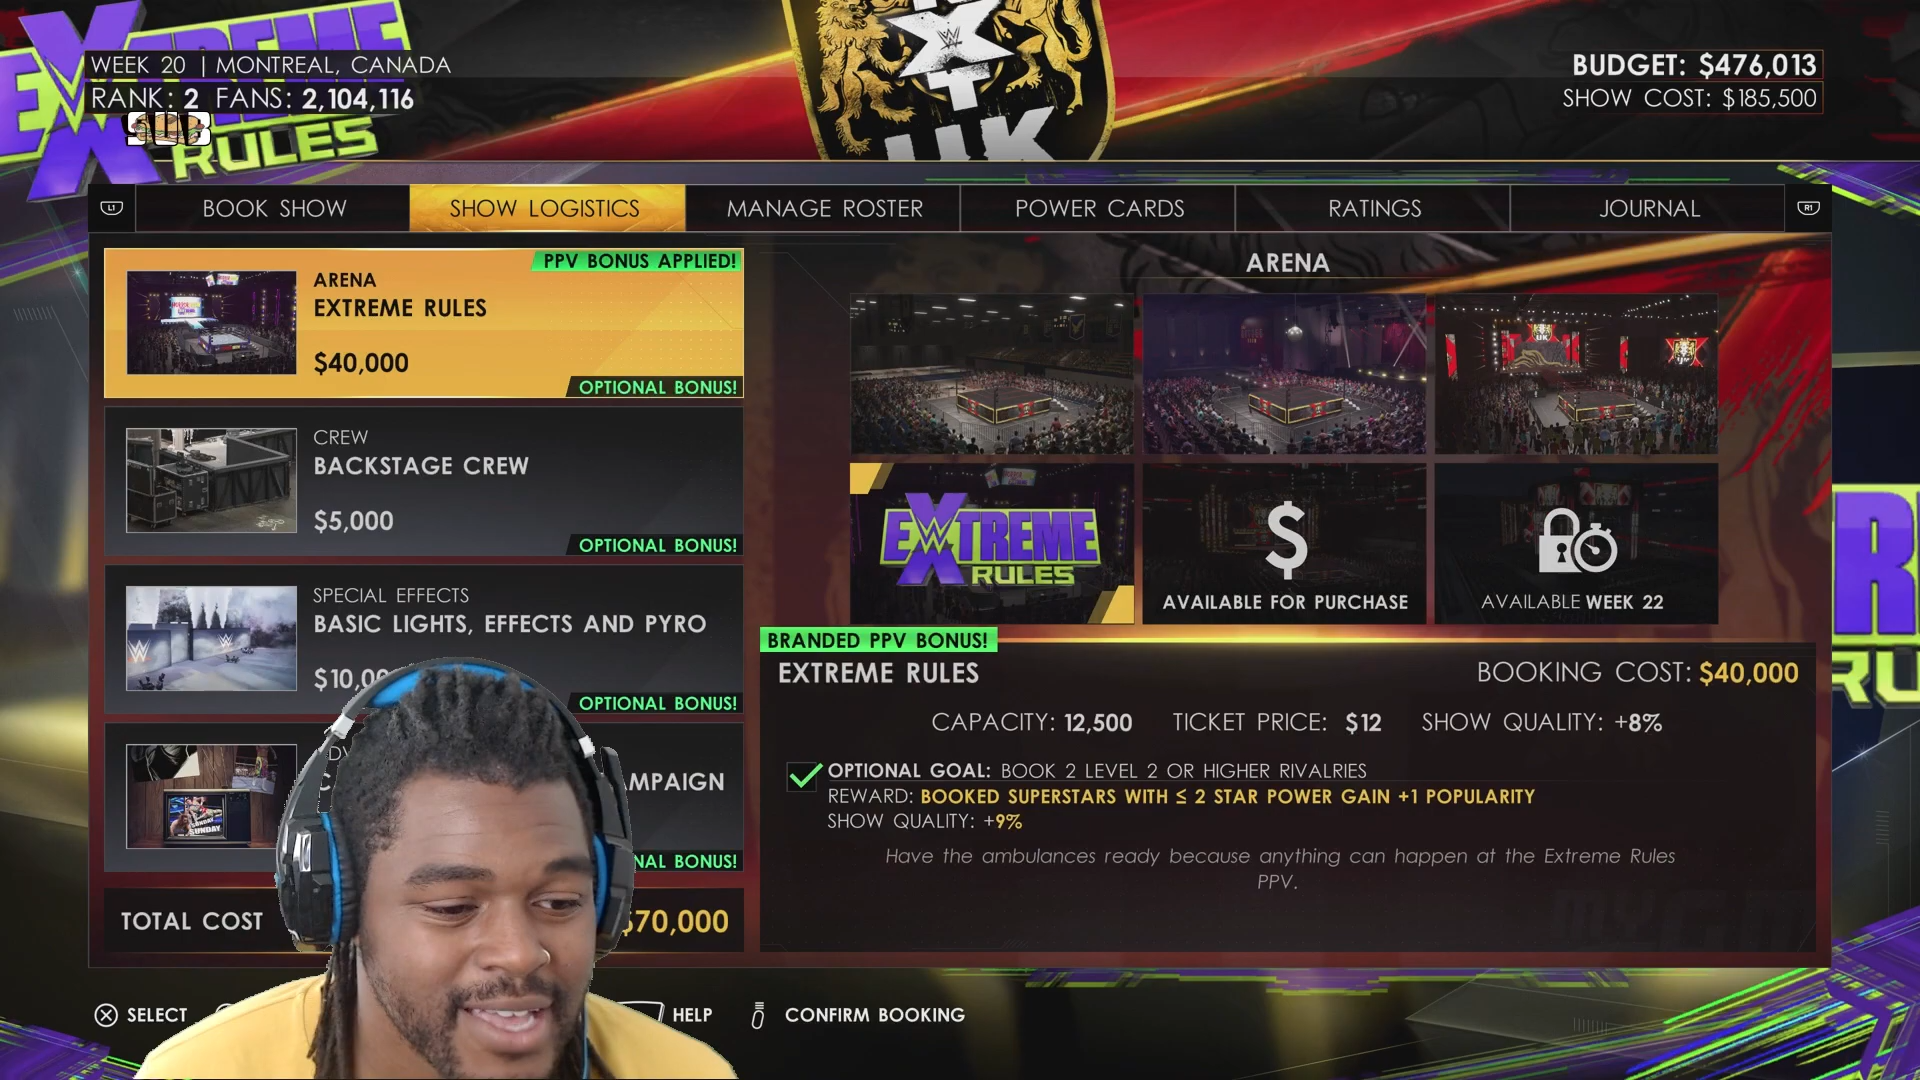 WEEK 20 | MONTREAL, CANADA
RANK: 2 FANS: 2,104,116
SUB
EXTREME
RULES
UK
BUDGET: $476,013
SHOW COST: $185,500
L1
BOOK SHOW
SHOW LOGISTICS
MANAGE ROSTER
POWER CARDS
RATINGS
JOURNAL
R1
PPV BONUS APPLIED!
ARENA
EXTREME RULES
$40,000
OPTIONAL BONUS!
CREW
BACKSTAGE CREW
$5,000
OPTIONAL BONUS!
SPECIAL EFFECTS
BASIC LIGHTS, EFFECTS AND PYRO
OPTIONAL BONUS!
BONUS!
TOTAL COST
$70,000
ARENA
EXTREME
RULES
AVAILABLE FOR PURCHASE
AVAILABLE WEEK 22
BRANDED PPV BONUS!
EXTREME RULES
BOOKING COST: $40,000
CAPACITY: 12,500 TICKET PRICE: $12 SHOW QUALITY: +8%
OPTIONAL GOAL: BOOK 2 LEVEL 2 OR HIGHER RIVALRIES
REWARD: BOOKED SUPERSTARS WITH ≤ 2 STAR POWER GAIN +1 POPULARITY
SHOW QUALITY: +9%
Have the ambulances ready because anything can happen at the Extreme Rules
PPV.
SELECT
HELP
CONFIRM BOOKING